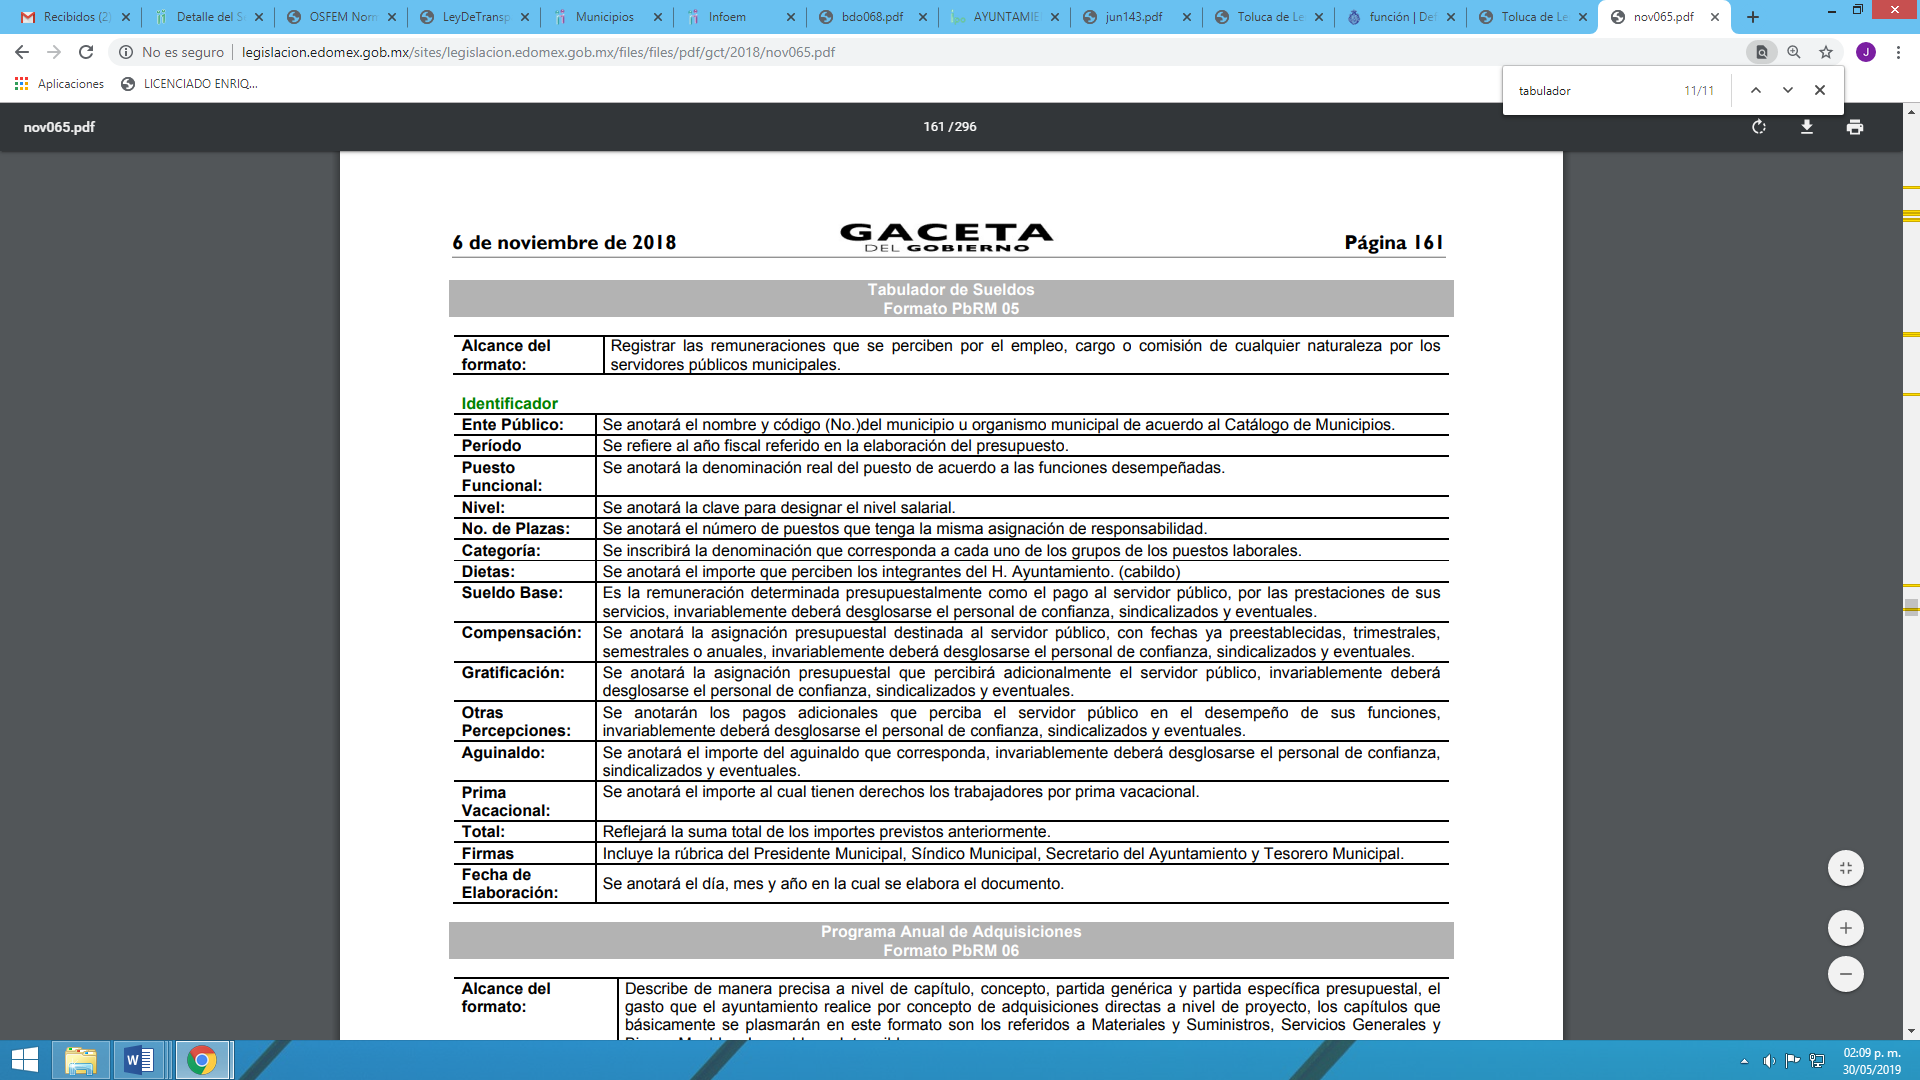 Recibidos (2)
Detalle del S
OSFEM Nom
LeyDeTransp
Municipios
Infoem
bdo068.pdf
AYUNTAMIE
jun143.pdf
Toluca de Le
función | Def
Toluca de Le
nov065.pdf
No es seguro
legislacion.edomex.gob.mx/sites/legislacion.edomex.gob.mx/files/files/pdf/gct/2018/nov065.pdf
J
Aplicaciones
LICENCIADO ENRIQ...
tabulador
11/11
nov065.pdf
161 / 296
6 de noviembre de 2018
GACETA
DEL GOBIERNO
Página 161
Tabulador de Sueldos
Formato PbRM 05
Alcance del formato:
Registrar las remuneraciones que se perciben por el empleo, cargo o comisión de cualquier naturaleza por los
servidores públicos municipales.
Identificador
Ente Público:
Se anotará el nombre y código (No.)del municipio u organismo municipal de acuerdo al Catálogo de Municipios.
Período
Se refiere al año fiscal referido en la elaboración del presupuesto.
Puesto
Funcional:
Se anotará la denominación real del puesto de acuerdo a las funciones desempeñadas.
Nivel:
Se anotará la clave para designar el nivel salarial.
No. de Plazas:
Se anotará el número de puestos que tenga la misma asignación de responsabilidad.
Categoría:
Se inscribirá la denominación que corresponda a cada uno de los grupos de los puestos laborales.
Dietas:
Se anotará el importe que perciben los integrantes del H. Ayuntamiento. (cabildo)
Sueldo Base:
Es la remuneración determinada presupuestalmente como el pago al servidor público, por las prestaciones de sus
servicios, invariablemente deberá desglosarse el personal de confianza, sindicalizados y eventuales.
Compensación:
Se anotará la asignación presupuestal destinada al servidor público, con fechas ya preestablecidas, trimestrales,
semestrales o anuales, invariablemente deberá desglosarse el personal de confianza, sindicalizados y eventuales.
Gratificación:
Se anotará la asignación presupuestal que percibirá adicionalmente el servidor público, invariablemente deberá
desglosarse el personal de confianza, sindicalizados y eventuales.
Otras
Percepciones:
Se anotarán los pagos adicionales que perciba el servidor público en el desempeño de sus funciones,
invariablemente deberá desglosarse el personal de confianza, sindicalizados y eventuales.
Aguinaldo:
Se anotará el importe del aguinaldo que corresponda, invariablemente deberá desglosarse el personal de confianza,
sindicalizados y eventuales.
Prima
Vacacional:
Se anotará el importe al cual tienen derechos los trabajadores por prima vacacional.
Total:
Reflejará la suma total de los importes previstos anteriormente.
Firmas
Incluye la rúbrica del Presidente Municipal, Síndico Municipal, Secretario del Ayuntamiento y Tesorero Municipal.
Fecha de
Elaboración:
Se anotará el día, mes y año en la cual se elabora el documento.
Programa Anual de Adquisiciones
Formato PbRM 06
Alcance del
formato:
Describe de manera precisa a nivel de capítulo, concepto, partida genérica y partida específica presupuestal, el
gasto que el ayuntamiento realice por concepto de adquisiciones directas a nivel de proyecto, los capítulos que
básicamente se plasmarán en este formato son los referidos a Materiales y Suministros, Servicios Generales y
02:09 p. m.
30/05/2019